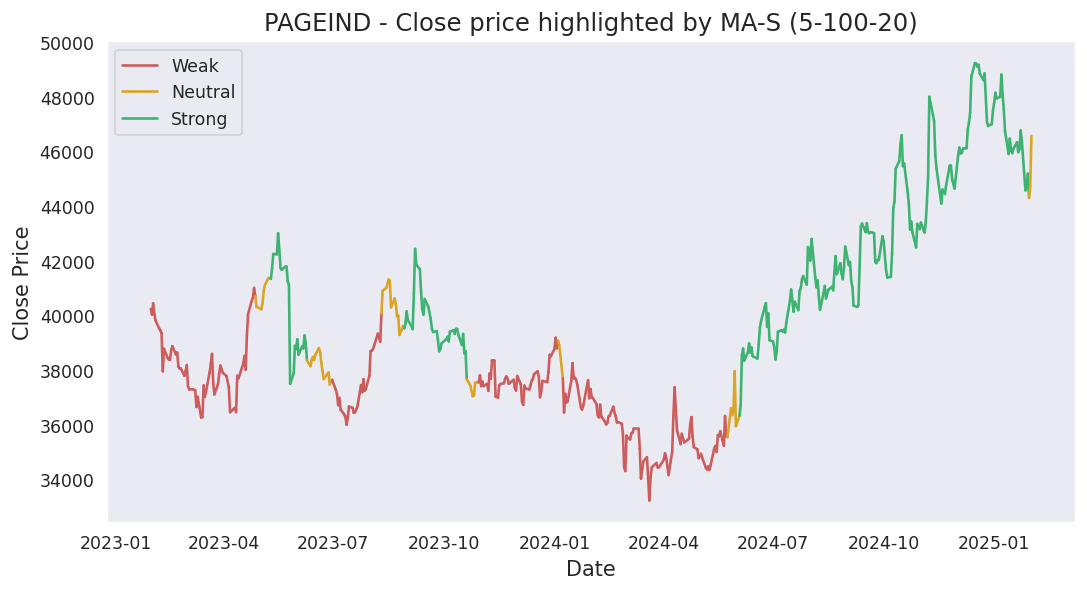 PAGEIND - Close price highlighted by MA-S (5-100-20)
Weak
Neutral
Strong
Close Price
50000
48000
46000
44000
42000
40000
38000
36000
34000
2023-01 2023-04 2023-07 2023-10 2024-01 2024-04 2024-07 2024-10 2025-01
Date